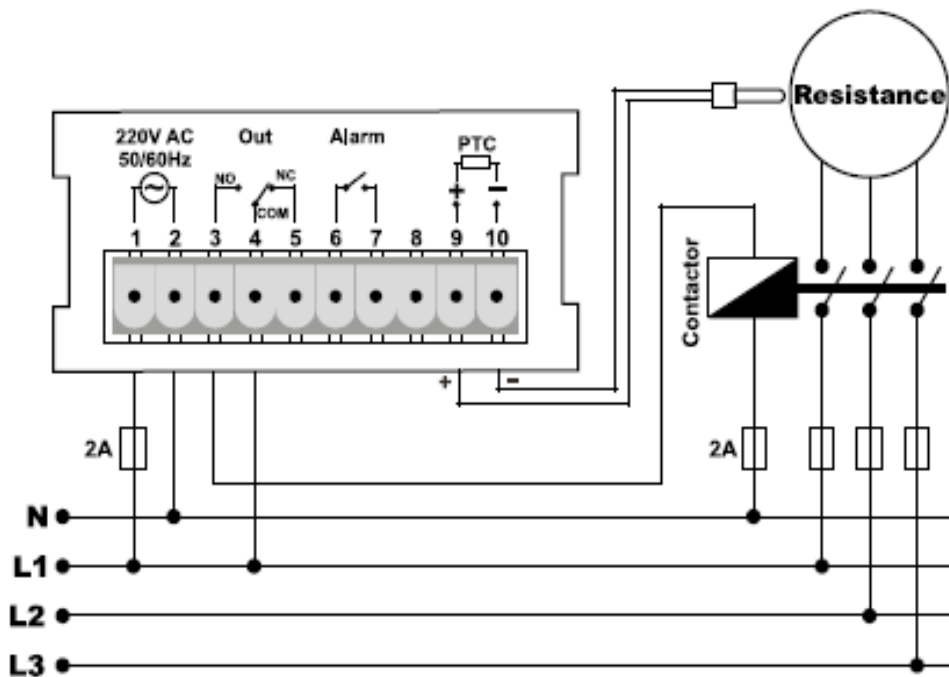 Resistance
220V AC
50/60Hz
Out
Alarm
PTC
NO
NC
COM
+
−
1 2 3 4 5 6 7 8 9 10
Contactor
+
−
2A
2A
N
L1
L2
L3